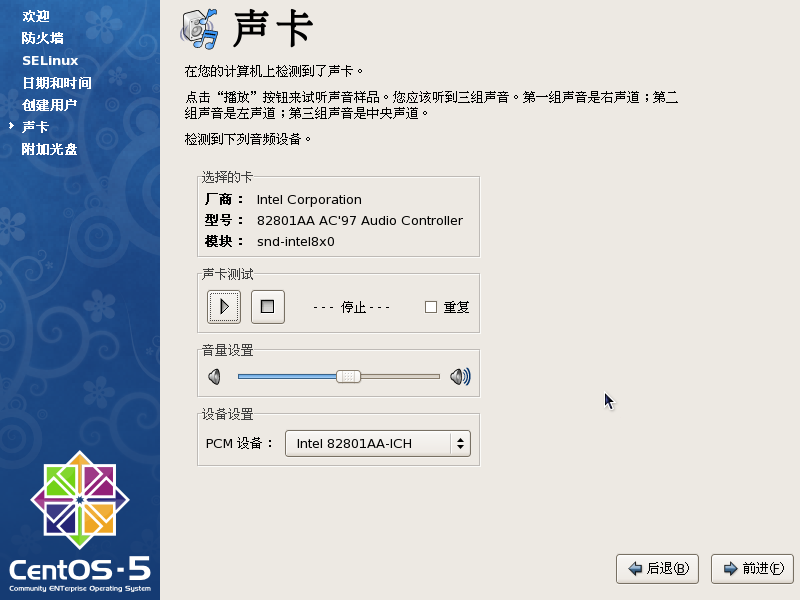 欢迎
防火墙
SELinux
日期和时间
创建用户
声卡
附加光盘
CentOS-5
Community ENTerprise Operating System
声卡
在您的计算机上检测到了声卡。
点击“播放”按钮来试听声音样品。您应该听到三组声音。第一组声音是右声道；第二
组声音是左声道；第三组声音是中央声道。
检测到下列音频设备。
选择的卡
厂商： Intel Corporation
型号： 82801AA AC'97 Audio Controller
模块： snd-intel8x0
声卡测试
--- 停止--- 重复
音量设置
设备设置
PCM 设备： Intel 82801AA-ICH
后退(B) 前进(F)